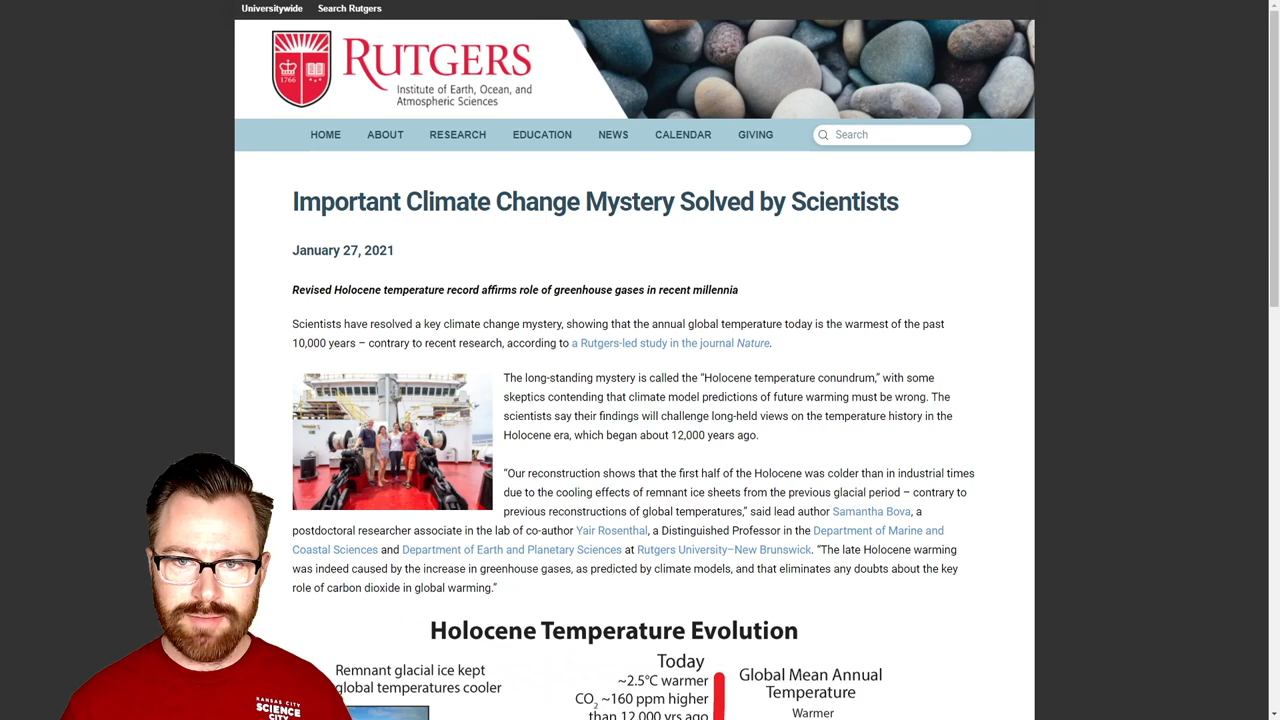 Universitywide Search Rutgers
1766
RUTGERS
Institute of Earth, Ocean, and
Atmospheric Sciences
HOME ABOUT RESEARCH EDUCATION NEWS CALENDAR GIVING Search
Important Climate Change Mystery Solved by Scientists
January 27, 2021
Revised Holocene temperature record affirms role of greenhouse gases in recent millennia
Scientists have resolved a key climate change mystery, showing that the annual global temperature today is the warmest of the past
10,000 years – contrary to recent research, according to a Rutgers-led study in the journal Nature.
The long-standing mystery is called the “Holocene temperature conundrum,” with some
skeptics contending that climate model predictions of future warming must be wrong. The
scientists say their findings will challenge long-held views on the temperature history in the
Holocene era, which began about 12,000 years ago.
“Our reconstruction shows that the first half of the Holocene was colder than in industrial times
due to the cooling effects of remnant ice sheets from the previous glacial period – contrary to
previous reconstructions of global temperatures,” said lead author Samantha Bova, a
postdoctoral researcher associate in the lab of co-author Yair Rosenthal, a Distinguished Professor in the Department of Marine and
Coastal Sciences and Department of Earth and Planetary Sciences at Rutgers University–New Brunswick. “The late Holocene warming
was indeed caused by the increase in greenhouse gases, as predicted by climate models, and that eliminates any doubts about the key
role of carbon dioxide in global warming.”
Holocene Temperature Evolution
Remnant glacial ice kept
global temperatures cooler
Today
~2.5°C warmer
CO2 ~160 ppm higher
than 12,000 yrs ago
Global Mean Annual
Temperature
Warmer
KANSAS CITY
SCIENCE
CITY